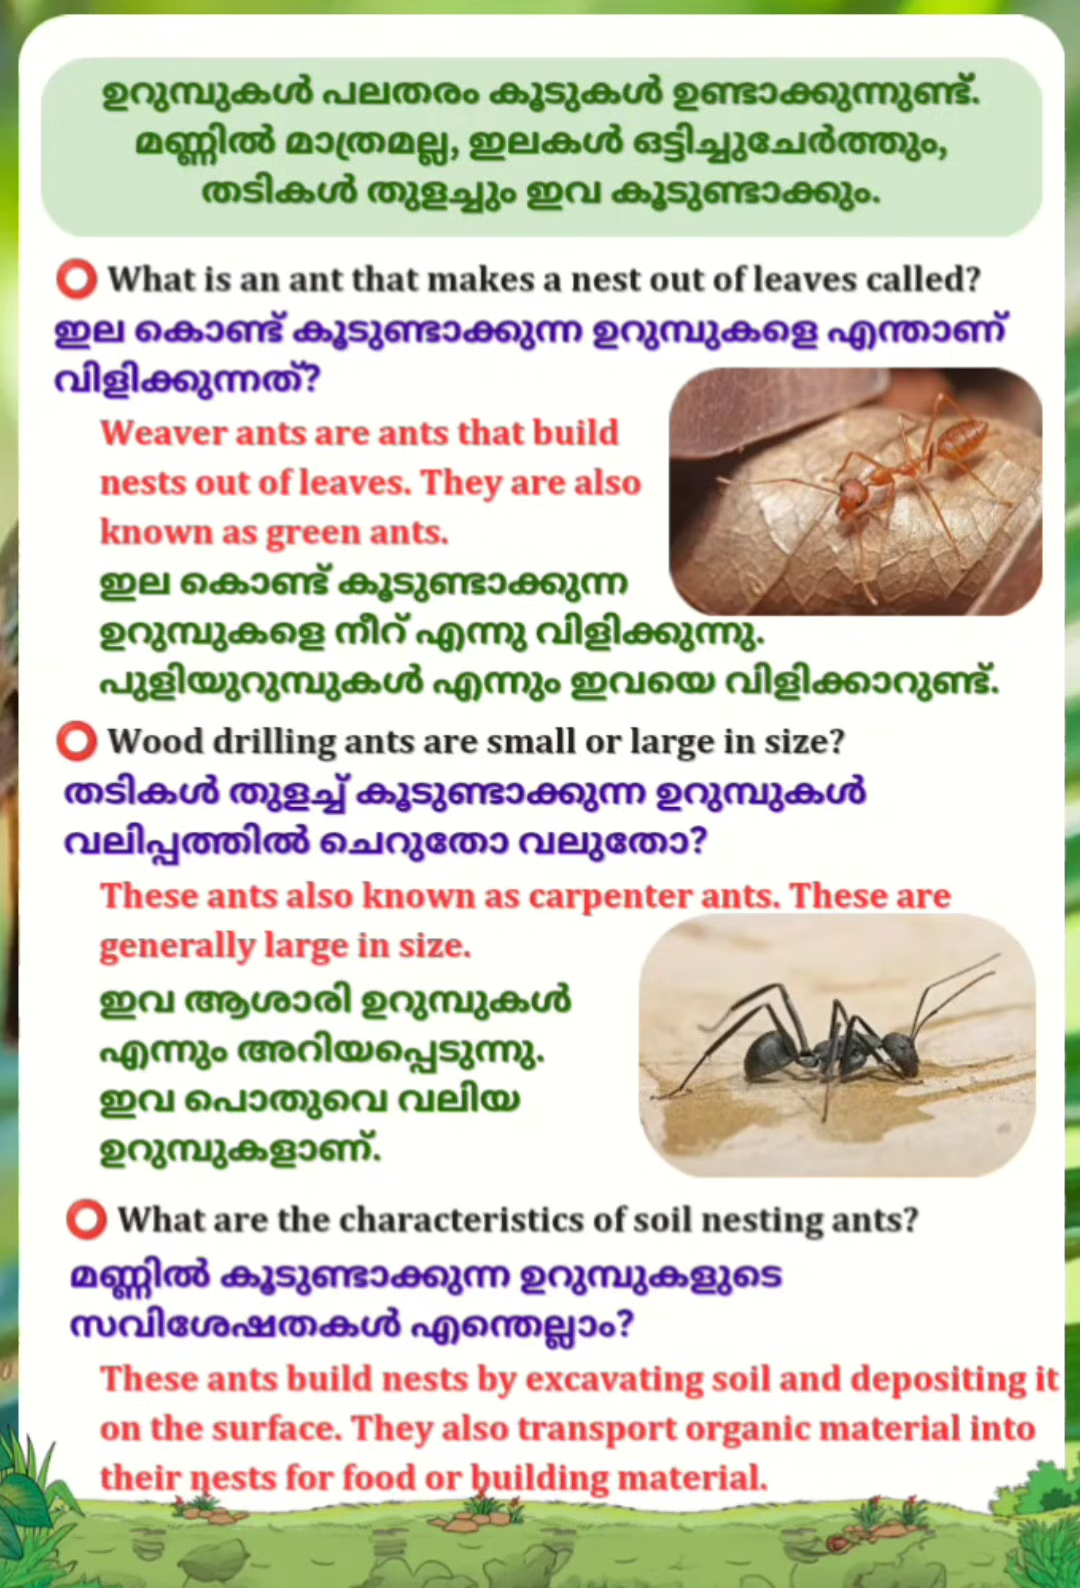 ഉറുമ്പുകൾ പലതരം കൂടുകൾ ഉണ്ടാക്കുന്നുണ്ട്.
മണ്ണിൽ മാത്രമല്ല, ഇലകൾ ഒട്ടിച്ചുചേർത്തും,
തടികൾ തുളച്ചും ഇവ കൂടുണ്ടാക്കും.
What is an ant that makes a nest out of leaves called?
ഇല കൊണ്ട് കൂടുണ്ടാക്കുന്ന ഉറുമ്പുകളെ എന്താണ്
വിളിക്കുന്നത്?
Weaver ants are ants that build
nests out of leaves. They are also
known as green ants.
ഇല കൊണ്ട് കൂടുണ്ടാക്കുന്ന
ഉറുമ്പുകളെ നീറ് എന്നു വിളിക്കുന്നു.
പുളിയുറുമ്പുകൾ എന്നും ഇവയെ വിളിക്കാറുണ്ട്.
Wood drilling ants are small or large in size?
തടികൾ തുളച്ച് കൂടുണ്ടാക്കുന്ന ഉറുമ്പുകൾ
വലിപ്പത്തിൽ ചെറുതോ വലുതോ?
These ants also known as carpenter ants. These are
generally large in size.
ഇവ ആശാരി ഉറുമ്പുകൾ
എന്നും അറിയപ്പെടുന്നു.
ഇവ പൊതുവെ വലിയ
ഉറുമ്പുകളാണ്.
What are the characteristics of soil nesting ants?
മണ്ണിൽ കൂടുണ്ടാക്കുന്ന ഉറുമ്പുകളുടെ
സവിശേഷതകൾ എന്തെല്ലാം?
These ants build nests by excavating soil and depositing it
on the surface. They also transport organic material into
their nests for food or building material.